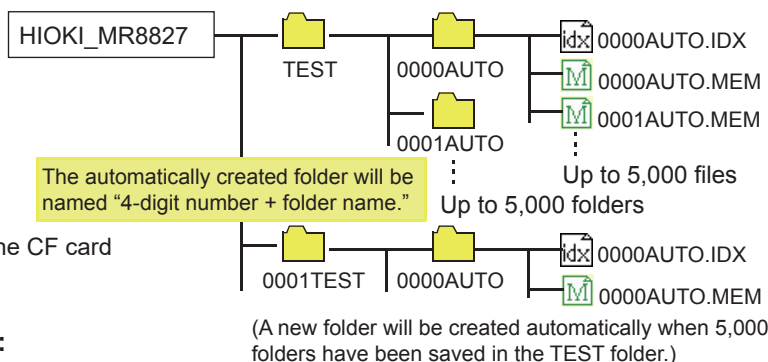 HIOKI_MR8827
TEST
0000AUTO
idx 0000AUTO.IDX
M 0000AUTO.MEM
0001AUTO
M 0001AUTO.MEM
The automatically created folder will be
named “4-digit number + folder name.”
Up to 5,000 files
Up to 5,000 folders
ne CF card
0001TEST
0000AUTO
idx 0000AUTO.IDX
M 0000AUTO.MEM
:
(A new folder will be created automatically when 5,000
folders have been saved in the TEST folder.)